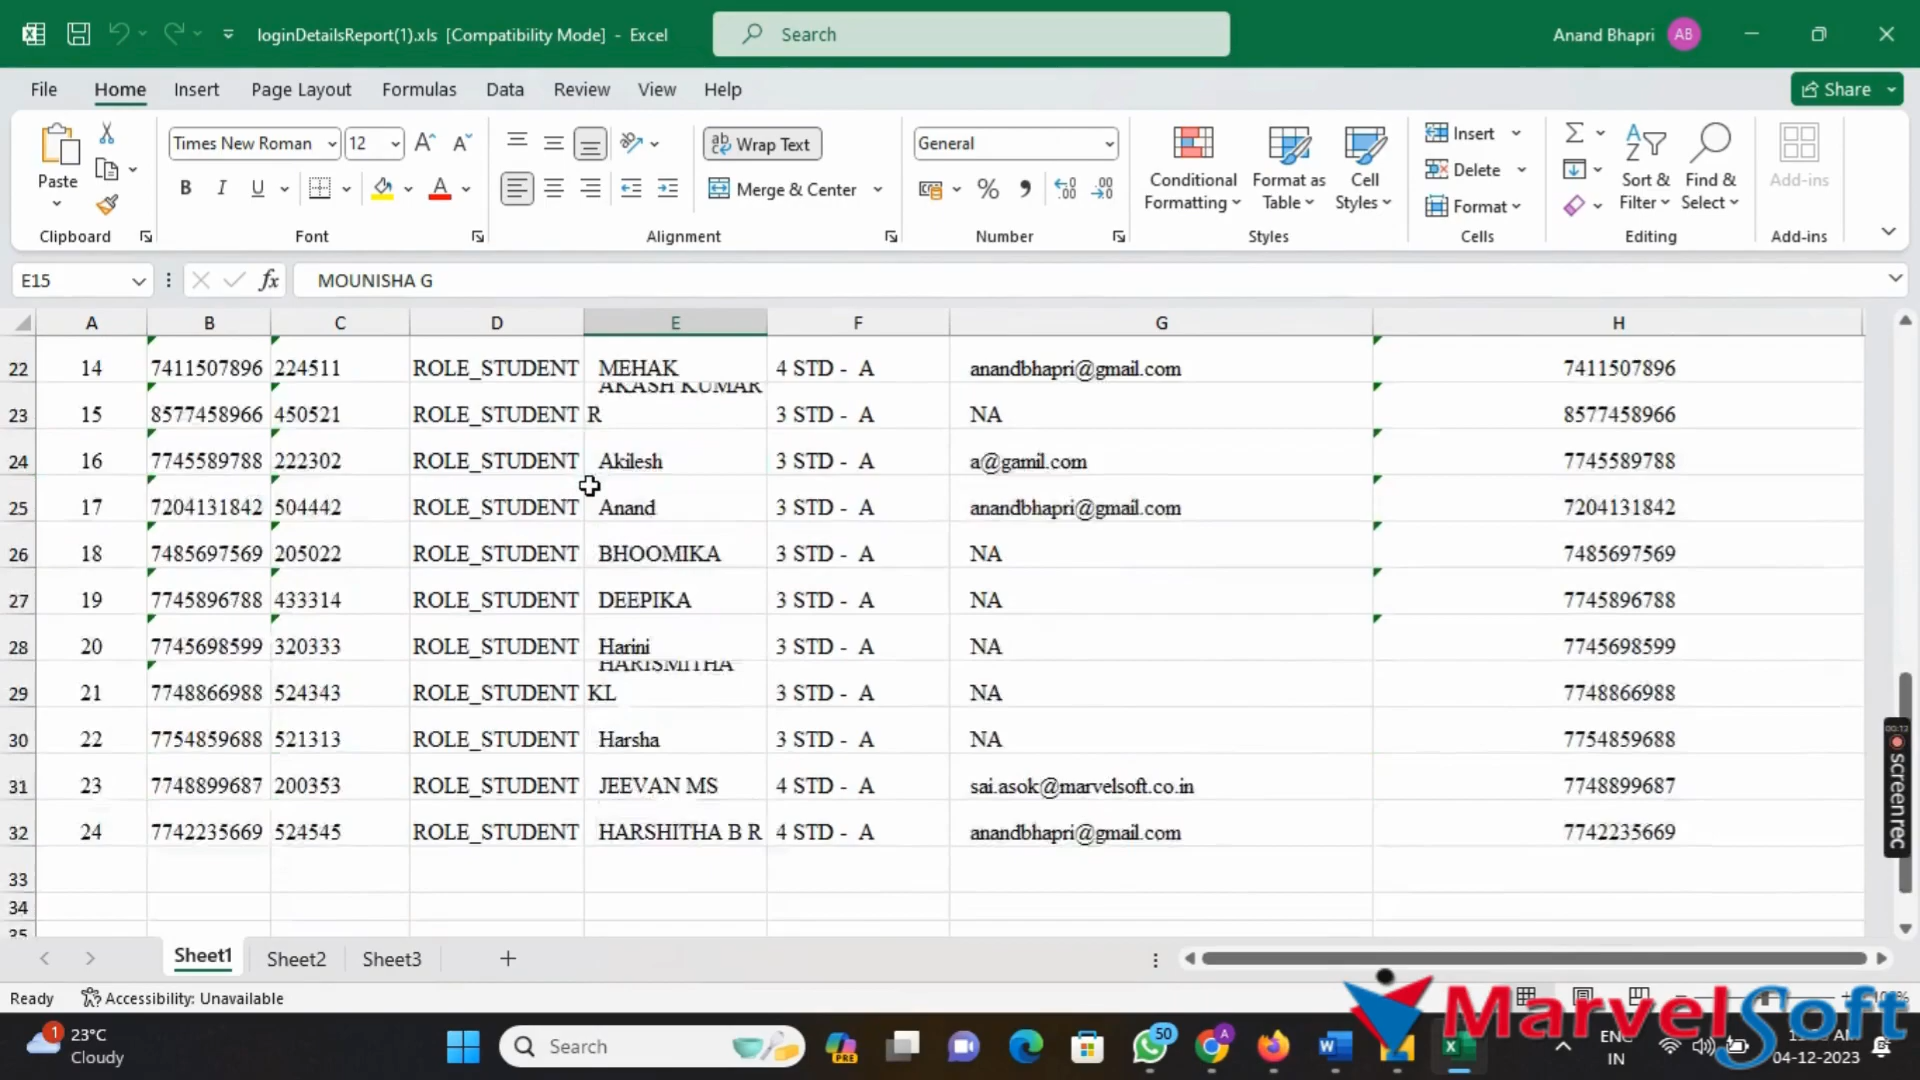 loginDetailsReport(1).xls [Compatibility Mode] - Excel
Search
Anand Bhapri AB
File Home Insert Page Layout Formulas Data Review View Help
Share
Paste
Times New Roman 12
B I U
Wrap Text
Merge & Center
General
Conditional Formatting
Format as Table
Cell Styles
Insert
Delete
Format
Sort & Filter
Find & Select
Add-ins
Clipboard Font Alignment Number Styles Cells Editing Add-ins
E15 fx MOUNISHA G
A B C D E F G H
22 14 7411507896 224511 ROLE_STUDENT MEHAK 4 STD - A anandbhapri@gmail.com 7411507896
AKASH KUMAR
23 15 8577458966 450521 ROLE_STUDENT R 3 STD - A NA 8577458966
24 16 7745589788 222302 ROLE_STUDENT Akilesh 3 STD - A a@gamil.com 7745589788
25 17 7204131842 504442 ROLE_STUDENT Anand 3 STD - A anandbhapri@gmail.com 7204131842
26 18 7485697569 205022 ROLE_STUDENT BHOOMIKA 3 STD - A NA 7485697569
27 19 7745896788 433314 ROLE_STUDENT DEEPIKA 3 STD - A NA 7745896788
28 20 7745698599 320333 ROLE_STUDENT Harini 3 STD - A NA 7745698599
HARISMITHA
29 21 7748866988 524343 ROLE_STUDENT KL 3 STD - A NA 7748866988
30 22 7754859688 521313 ROLE_STUDENT Harsha 3 STD - A NA 7754859688
31 23 7748899687 200353 ROLE_STUDENT JEEVAN MS 4 STD - A sai.asok@marvelsoft.co.in 7748899687
32 24 7742235669 524545 ROLE_STUDENT HARSHITHA B R 4 STD - A anandbhapri@gmail.com 7742235669
33
34
35
screen rec
Sheet1 Sheet2 Sheet3
Ready Accessibility: Unavailable
MarvelSoft
1 23°C
Cloudy
Search
PRE
50
A
ENG
IN
04-12-2023